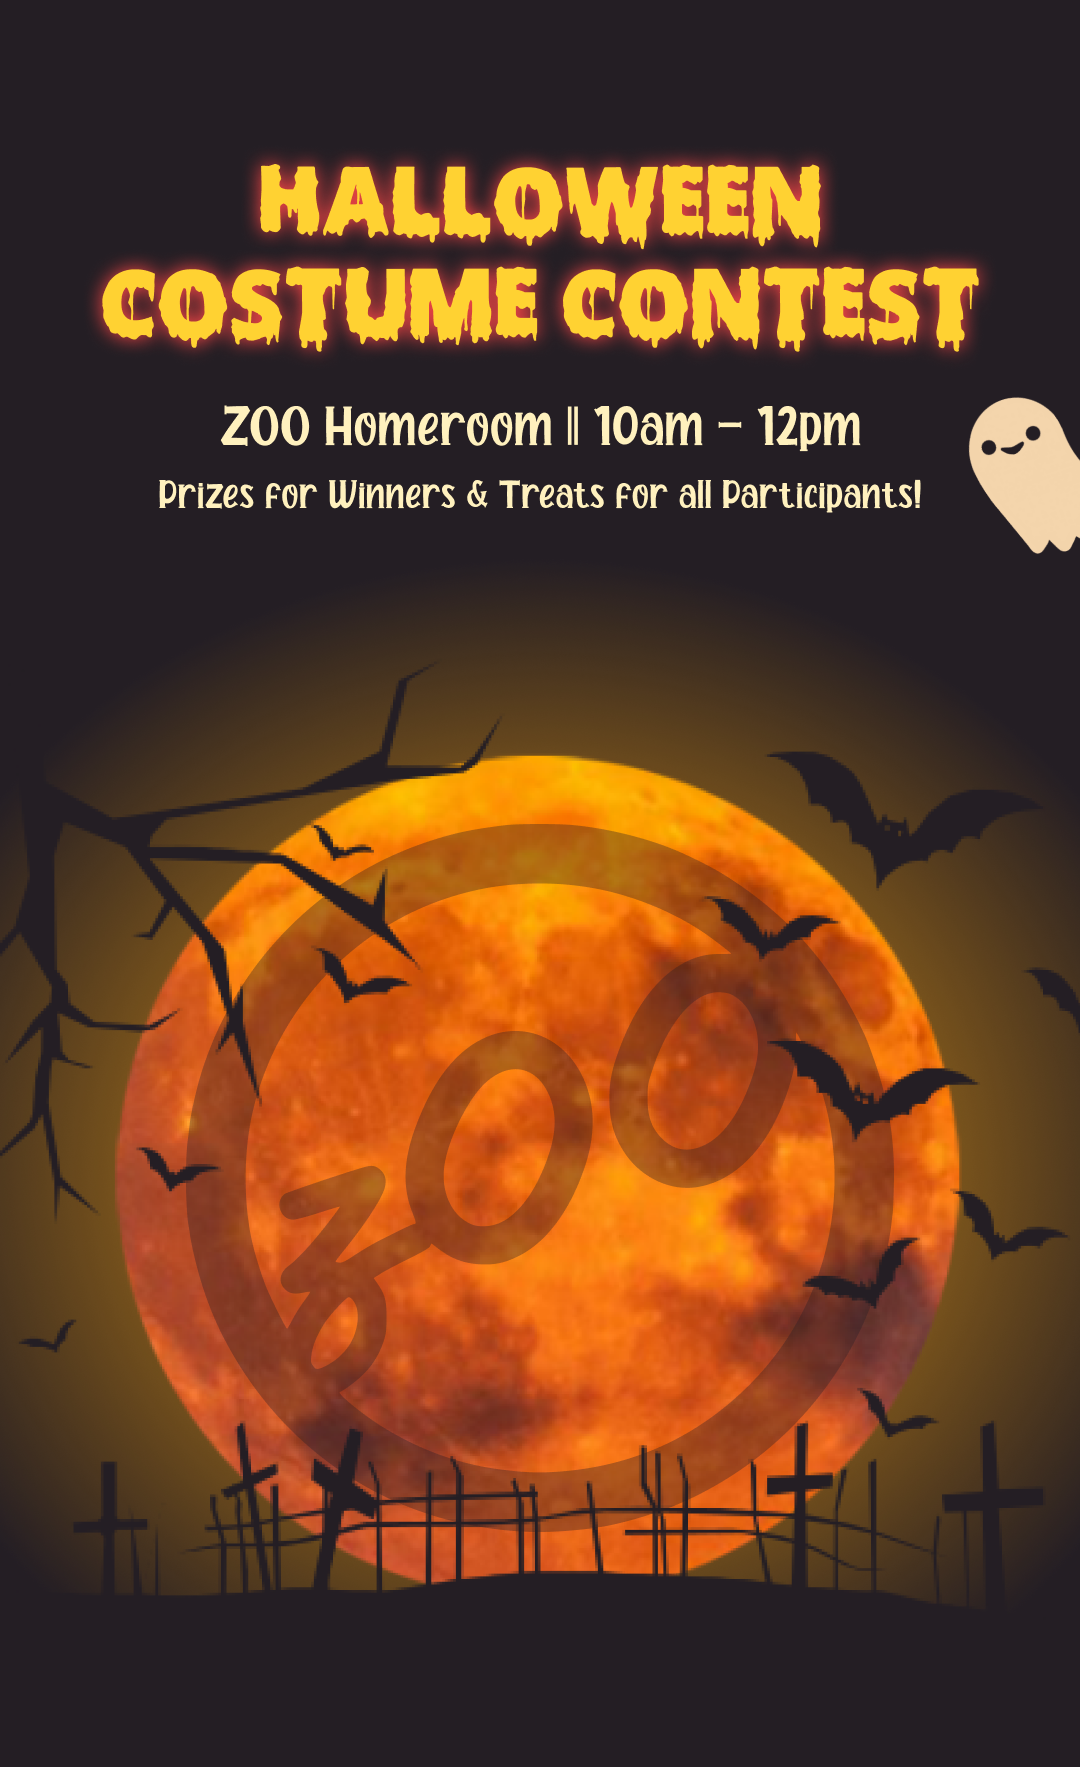 HALLOWEEN
COSTUME CONTEST
ZOO Homeroom || 10am – 12pm
Prizes for Winners & Treats for all Participants!
ZOO